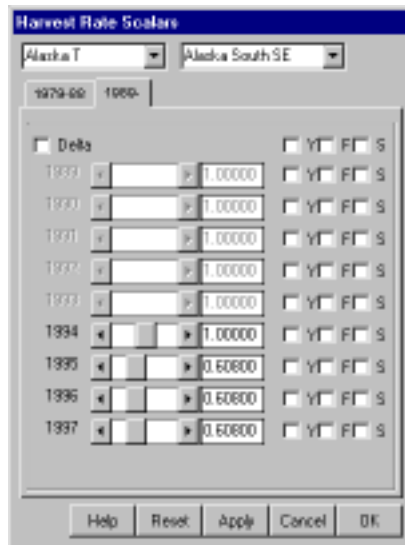 Harvest Rate Scalars
Alaska T Alaska South SE
1979-88 1989-
Delta Y F S
1989 1.00000 Y F S
1990 1.00000 Y F S
1991 1.00000 Y F S
1992 1.00000 Y F S
1993 1.00000 Y F S
1994 1.00000 Y F S
1995 0.60800 Y F S
1996 0.60800 Y F S
1997 0.60800 Y F S
Help Reset Apply Cancel OK